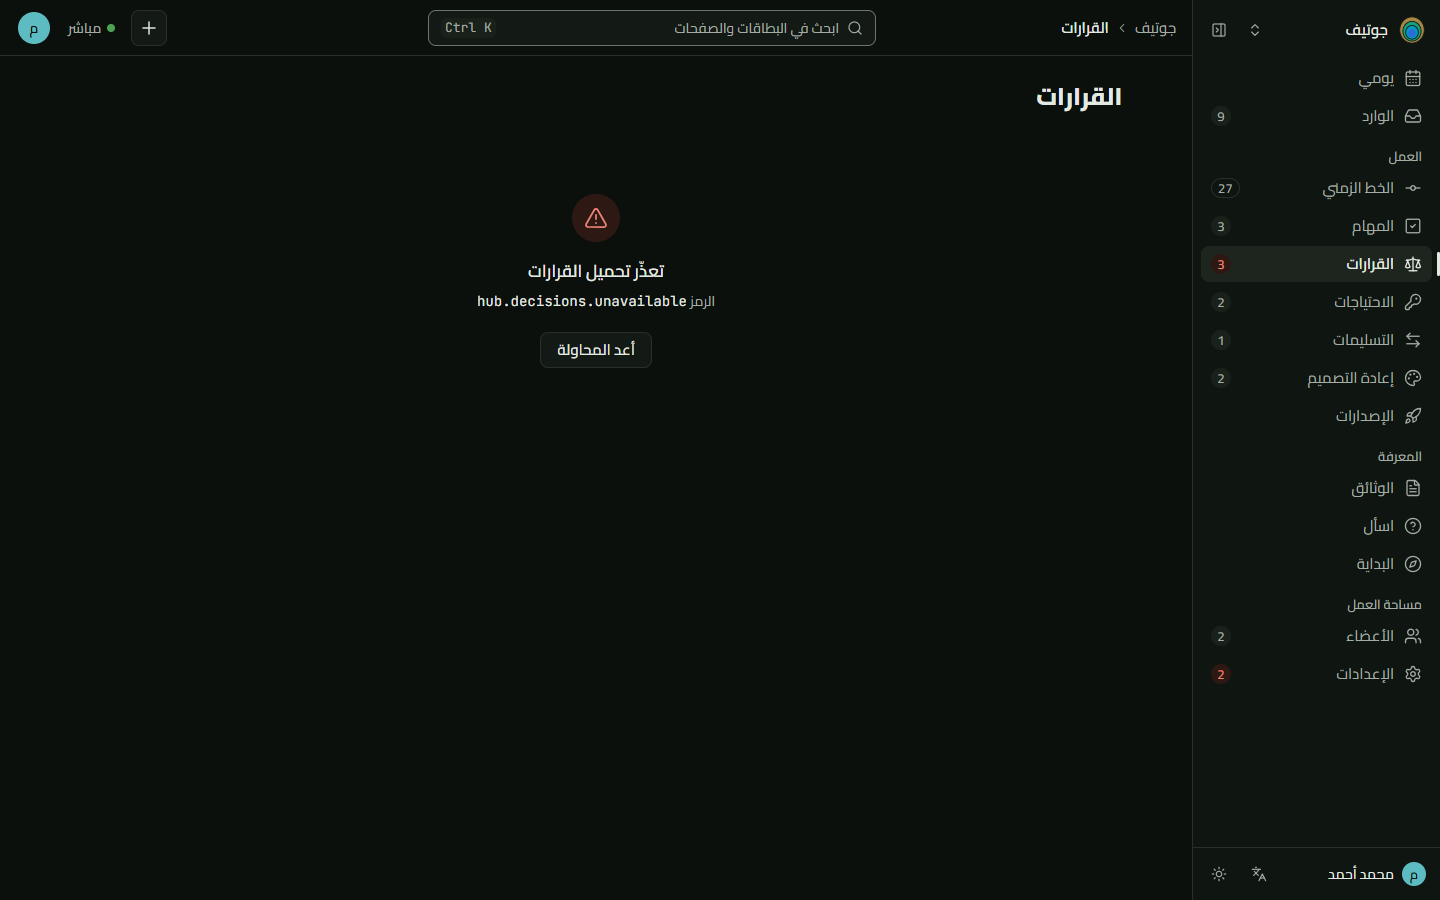 جوتيف
يومي
الوارد 9
العمل
الخط الزمني 27
المهام 3
القرارات 3
الاحتياجات 2
التسليمات 1
إعادة التصميم 2
الإصدارات
المعرفة
الوثائق
اسأل
البداية
مساحة العمل
الأعضاء 2
الإعدادات 2
م محمد أحمد
جوتيف القرارات
ابحث في البطاقات والصفحات Ctrl K
مباشر
م
القرارات
تعذّر تحميل القرارات
الرمز hub.decisions.unavailable
أعد المحاولة